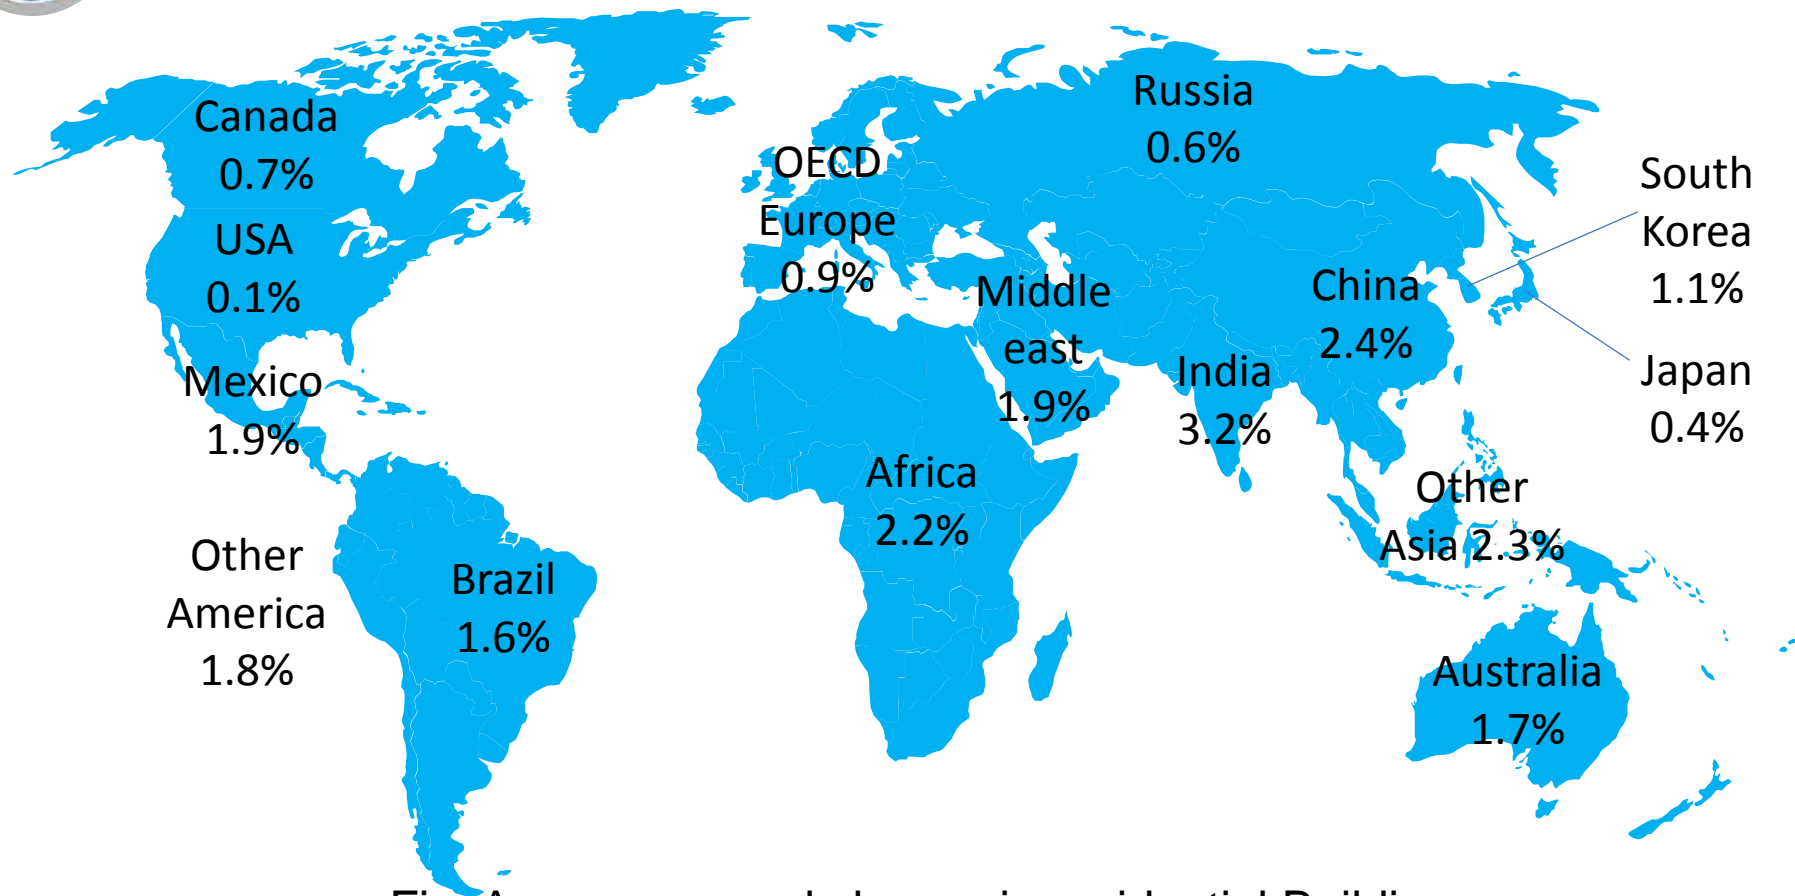 Canada
0.7%
USA
0.1%
Mexico
1.9%
Other
America
1.8%
Brazil
1.6%
OECD
Europe
0.9%
Africa
2.2%
Middle
east
1.9%
Russia
0.6%
India
3.2%
China
2.4%
South
Korea
1.1%
Japan
0.4%
Other
Asia 2.3%
Australia
1.7%